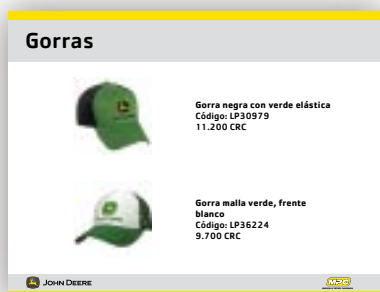 Gorras
Gorra negra con verde elástica
Código: LP30979
11.200 CRC
Gorra malla verde, frente
blanco
Código: LP36224
9.700 CRC
JOHN DEERE